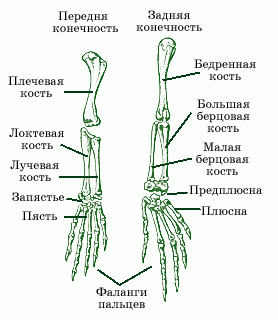 Передняя
конечность
Задняя
конечность
Плечевая
кость
Бедренная
кость
Локтевая
кость
Большая
берцовая
кость
Лучевая
кость
Малая
берцовая
кость
Запястье
Предплюсна
Пясть
Плюсна
Фаланги
пальцев